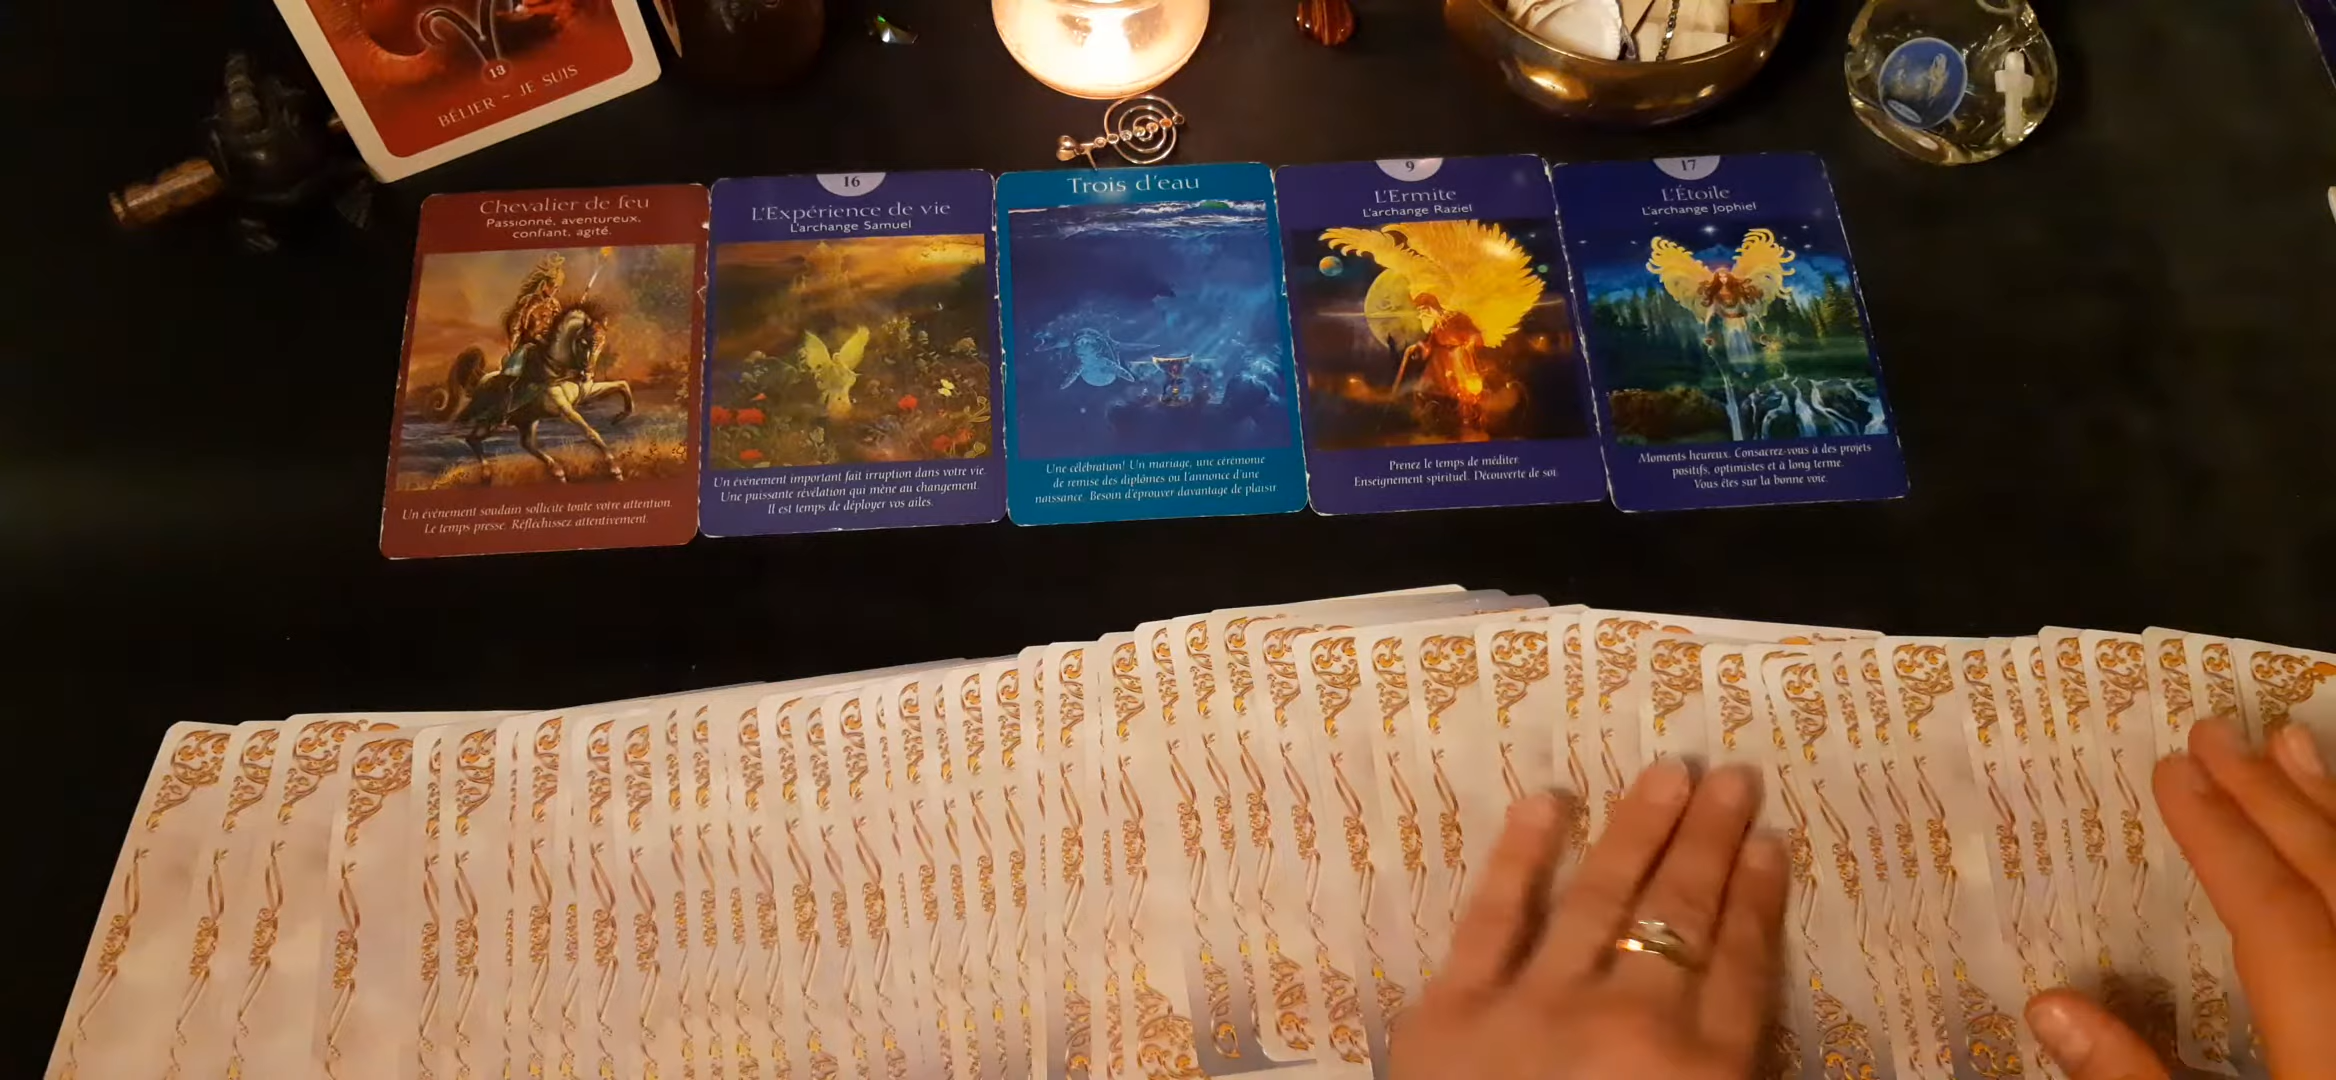 18
BÉLIER ~ JE SUIS
Chevalier de feu
Passionné, aventureux,
confiant, agité.
Un événement soudain sollicite toute votre attention.
Le temps presse. Réfléchissez attentivement.
16
L'Expérience de vie
L'archange Samuel
Un événement important fait irruption dans votre vie.
Une puissante révélation qui mène au changement.
Il est temps de déployer vos ailes.
Trois d'eau
Une célébration! Un mariage, une cérémonie
de remise des diplômes ou l'annonce d'une
naissance. Besoin d'éprouver davantage de plaisir.
9
L'Ermite
L'archange Raziel
Prenez le temps de méditer.
Enseignement spirituel. Découverte de soi.
17
L'Étoile
L'archange Jophiel
Moments heureux. Consacrez-vous à des projets
positifs, optimistes et à long terme.
Vous êtes sur la bonne voie.